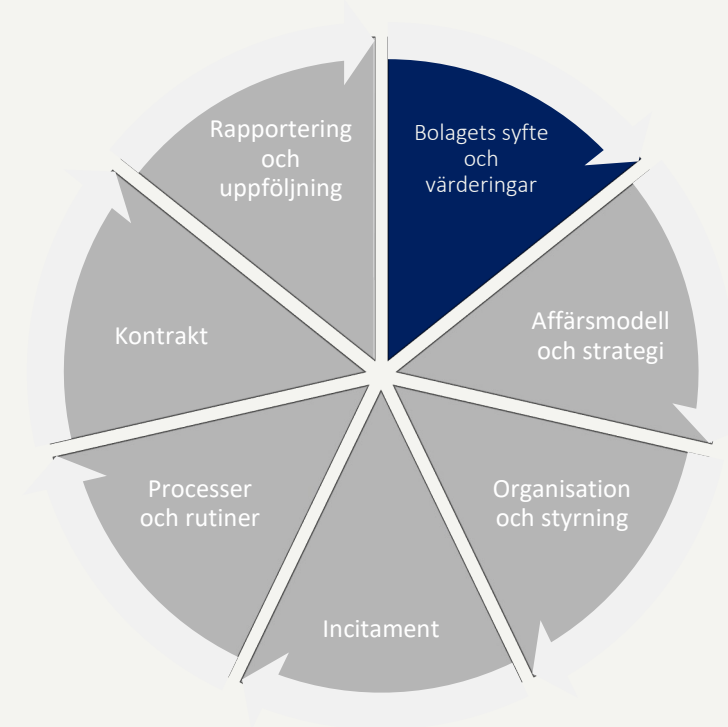 Bolagets syfte
och
värderingar
Affärsmodell
och strategi
Organisation
och styrning
Incitament
Processer
och rutiner
Kontrakt
Rapportering
och
uppföljning